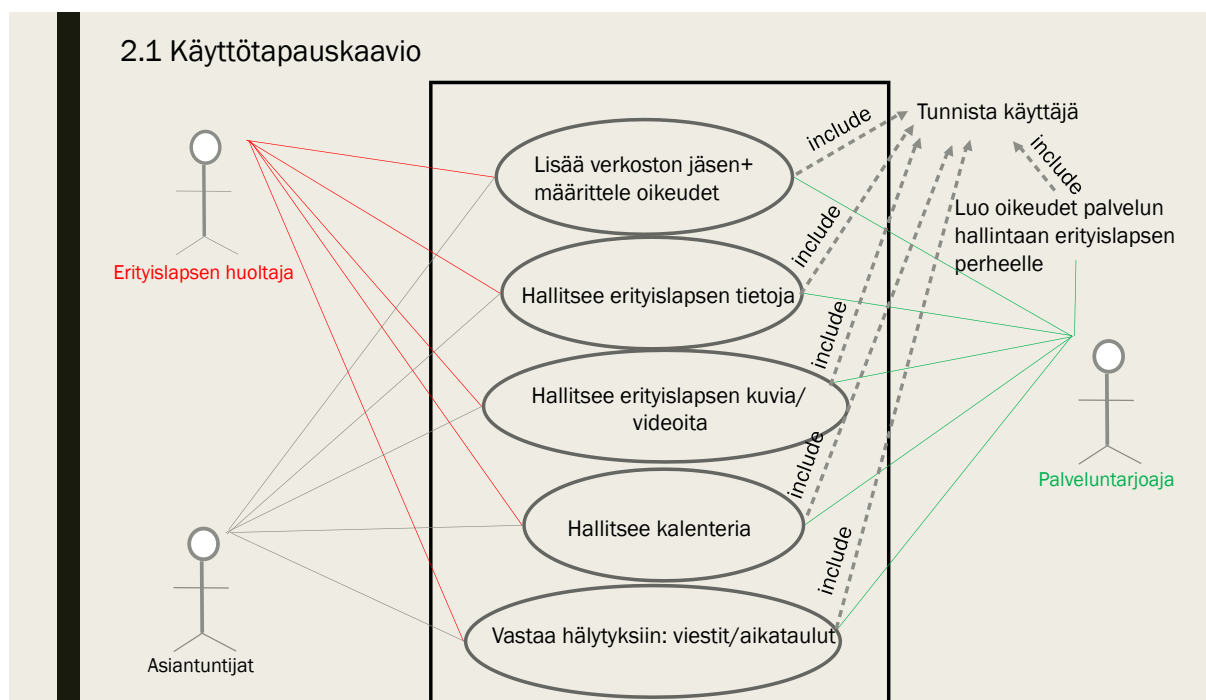 2.1 Käyttötapauskaavio
Tunnista käyttäjä
include
include
Lisää verkoston jäsen+
määrittele oikeudet
Luo oikeudet palvelun
hallintaan erityislapsen
perheelle
include
Erityislapsen huoltaja
Hallitsee erityislapsen tietoja
include
Hallitsee erityislapsen kuvia/
videoita
include
Palveluntarjoaja
Hallitsee kalenteria
include
Vastaa hälytyksiin: viestit/aikataulut
Asiantuntijat